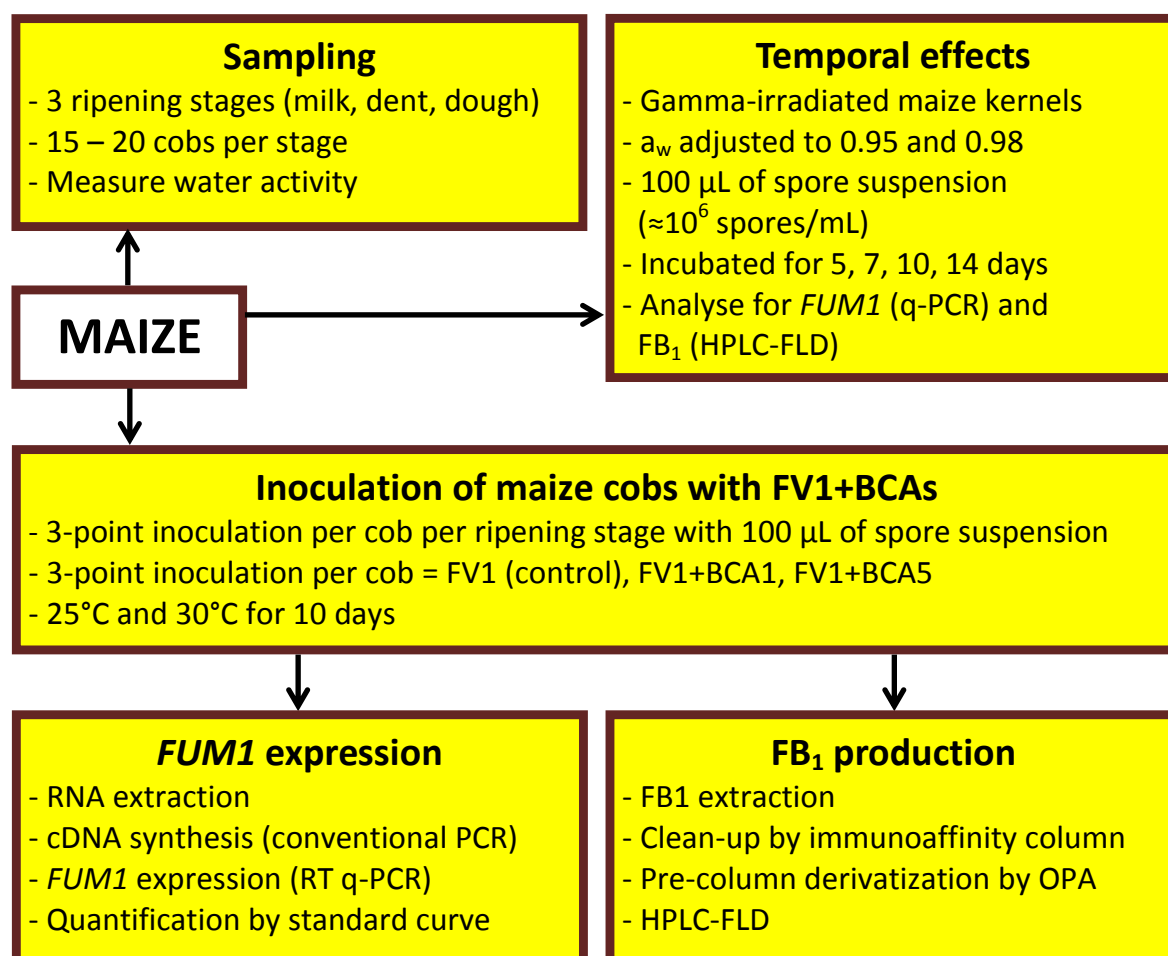 Sampling
- 3 ripening stages (milk, dent, dough)
- 15 – 20 cobs per stage
- Measure water activity
Temporal effects
- Gamma-irradiated maize kernels
- a_w adjusted to 0.95 and 0.98
- 100 µL of spore suspension
(≈10^6 spores/mL)
- Incubated for 5, 7, 10, 14 days
- Analyse for FUM1 (q-PCR) and
FB₁ (HPLC-FLD)
MAIZE
Inoculation of maize cobs with FV1+BCAs
- 3-point inoculation per cob per ripening stage with 100 µL of spore suspension
- 3-point inoculation per cob = FV1 (control), FV1+BCA1, FV1+BCA5
- 25°C and 30°C for 10 days
FUM1 expression
- RNA extraction
- cDNA synthesis (conventional PCR)
- FUM1 expression (RT q-PCR)
- Quantification by standard curve
FB₁ production
- FB1 extraction
- Clean-up by immunoaffinity column
- Pre-column derivatization by OPA
- HPLC-FLD